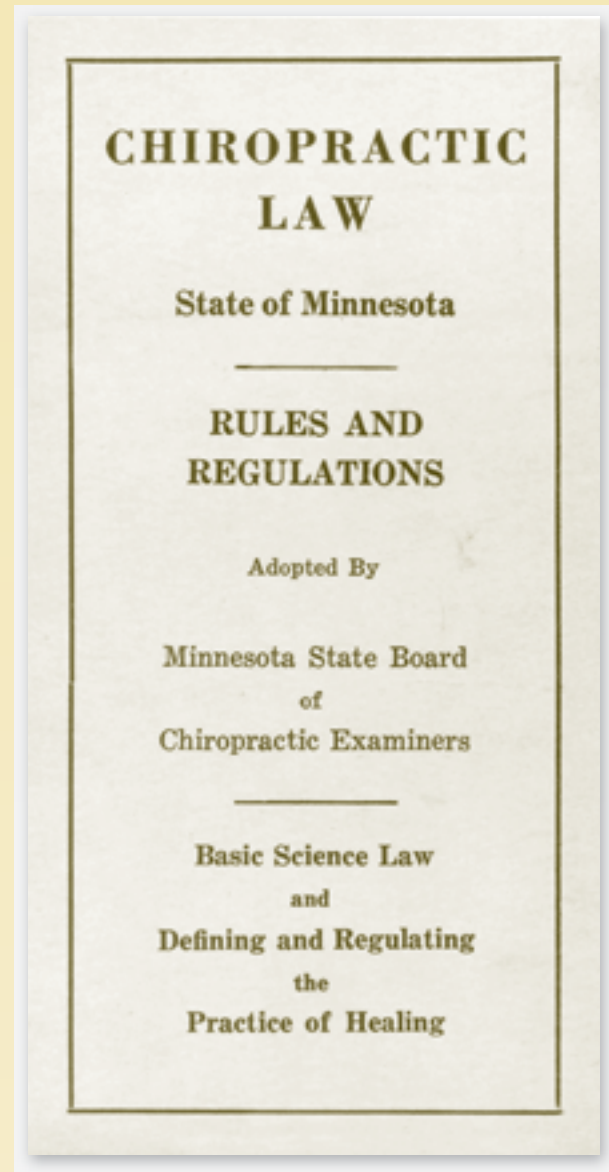 CHIROPRACTIC
LAW
State of Minnesota
RULES AND
REGULATIONS
Adopted By
Minnesota State Board
of
Chiropractic Examiners
Basic Science Law
and
Defining and Regulating
the
Practice of Healing